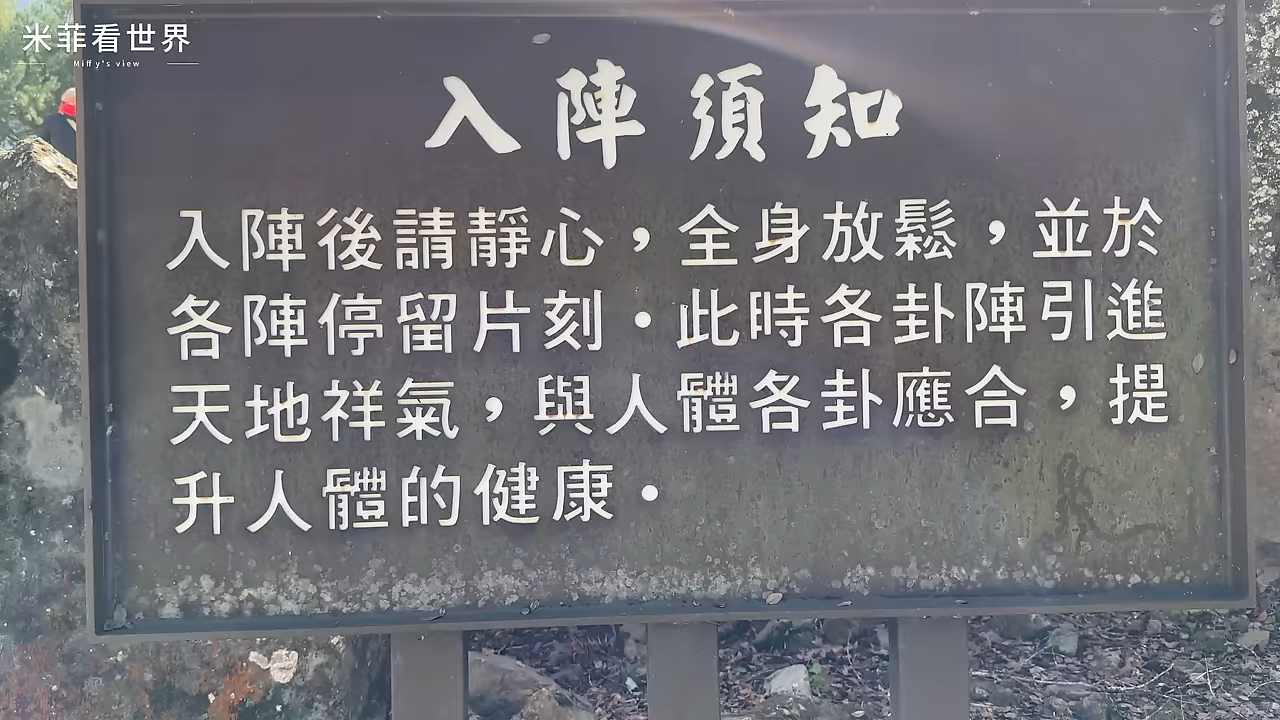 米菲看世界
Miffy's view
入陣須知
入陣後請靜心，全身放鬆，並於
各陣停留片刻・此時各卦陣引進
天地祥氣，與人體各卦應合，提
升人體的健康・